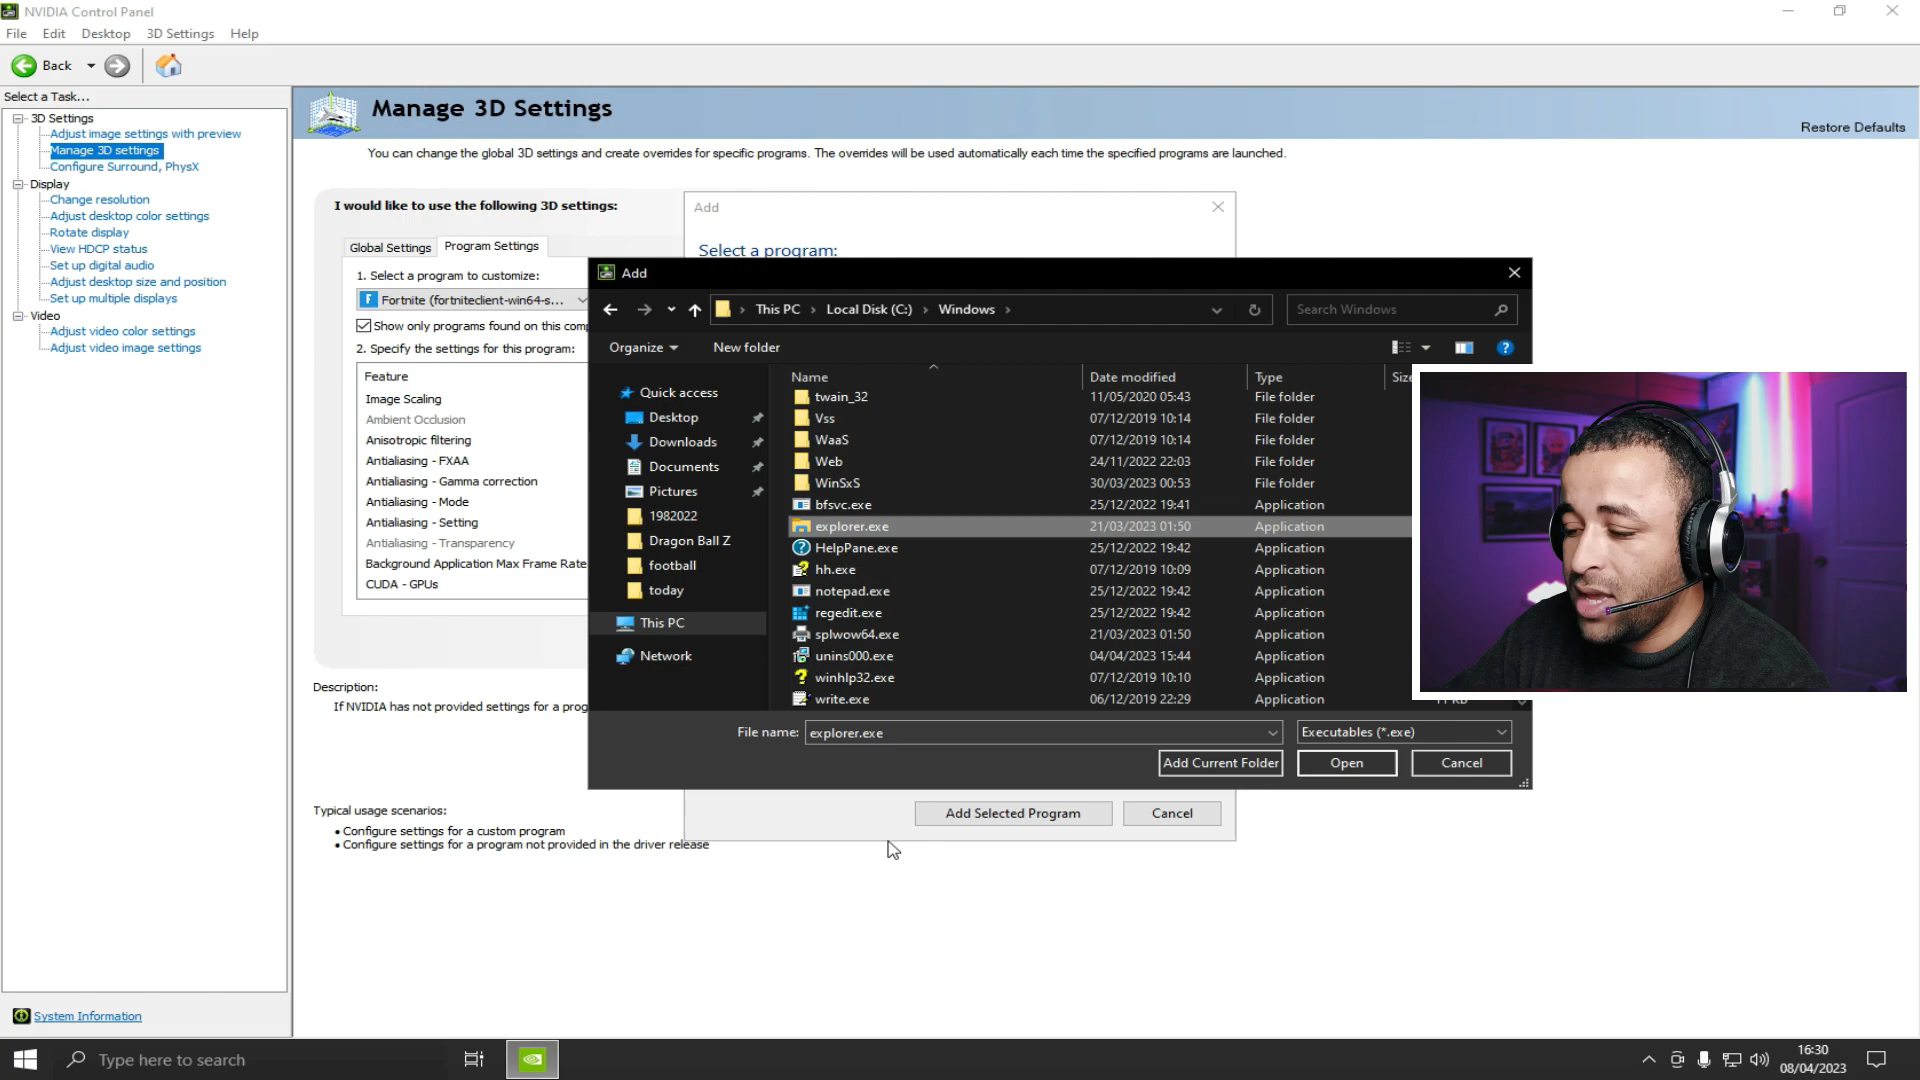 NVIDIA Control Panel
File Edit Desktop 3D Settings Help
Back
Select a Task...
3D Settings
Adjust image settings with preview
Manage 3D settings
Configure Surround, PhysX
Display
Change resolution
Adjust desktop color settings
Rotate display
View HDCP status
Set up digital audio
Adjust desktop size and position
Set up multiple displays
Video
Adjust video color settings
Adjust video image settings
System Information
Manage 3D Settings
Restore Defaults
You can change the global 3D settings and create overrides for specific programs. The overrides will be used automatically each time the specified programs are launched.
I would like to use the following 3D settings:
Global Settings Program Settings
1. Select a program to customize:
Fortnite (fortniteclient-win64-s...
Show only programs found on this
2. Specify the settings for this program:
Feature
Image Scaling
Ambient Occlusion
Anisotropic filtering
Antialiasing - FXAA
Antialiasing - Gamma correction
Antialiasing - Mode
Antialiasing - Setting
Antialiasing - Transparency
Background Application Max Frame Rate
CUDA - GPUs
Description:
If NVIDIA has not provided settings for a
Typical usage scenarios:
• Configure settings for a custom program
• Configure settings for a program not provided in the driver release
Add
Select a program:
Add Selected Program Cancel
Add
This PC > Local Disk (C:) > Windows >
Search Windows
Organize New folder
Quick access
Desktop
Downloads
Documents
Pictures
1982022
Dragon Ball Z
football
today
This PC
Network
Name Date modified Type Size
twain_32 11/05/2020 05:43 File folder
Vss 07/12/2019 10:14 File folder
WaaS 07/12/2019 10:14 File folder
Web 24/11/2022 22:03 File folder
WinSxS 30/03/2023 00:53 File folder
bfsvc.exe 25/12/2022 19:41 Application
explorer.exe 21/03/2023 01:50 Application
HelpPane.exe 25/12/2022 19:42 Application
hh.exe 07/12/2019 10:09 Application
notepad.exe 25/12/2022 19:42 Application
regedit.exe 25/12/2022 19:42 Application
splwow64.exe 21/03/2023 01:50 Application
unins000.exe 04/04/2023 15:44 Application
winhlp32.exe 07/12/2019 10:10 Application
write.exe 06/12/2019 22:29 Application
File name: explorer.exe Executables (*.exe)
Add Current Folder Open Cancel
Type here to search
16:30
08/04/2023